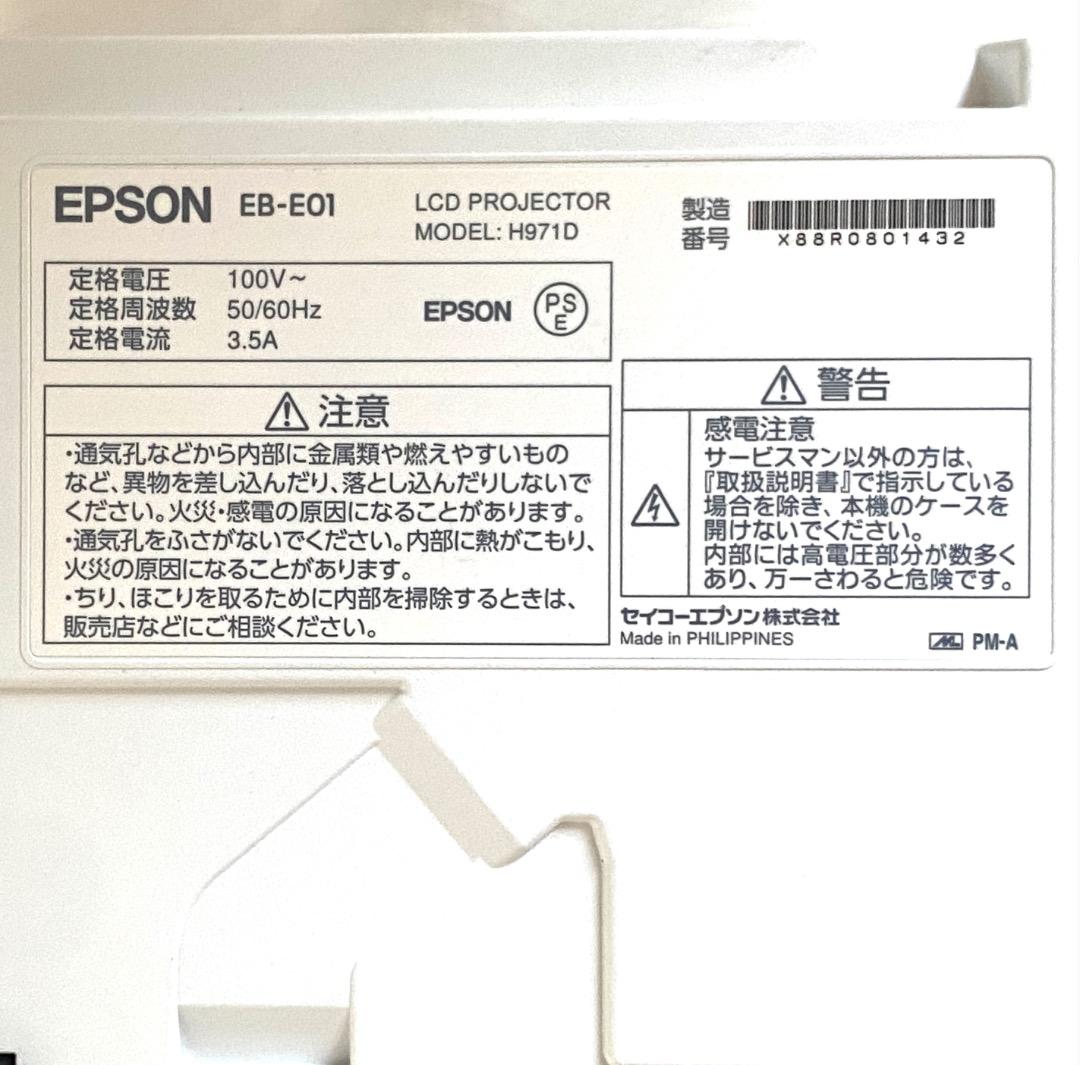 EPSON EB-E01
LCD PROJECTOR
MODEL: H971D
製造
番号
X88R0801432
定格電圧 100V～
定格周波数 50/60Hz
定格電流 3.5A
EPSON
PS
E
注意
・通気孔などから内部に金属類や燃えやすいもの
など、異物を差し込んだり、落とし込んだりしないで
ください。火災・感電の原因になることがあります。
・通気孔をふさがないでください。内部に熱がこもり、
火災の原因になることがあります。
・ちり、ほこりを取るために内部を掃除するときは、
販売店などにご相談ください。
警告
感電注意
サービスマン以外の方は、
『取扱説明書』で指示している
場合を除き、本機のケースを
開けないでください。
内部には高電圧部分が数多く
あり、万一さわると危険です。
セイコーエプソン株式会社
Made in PHILIPPINES
PM-A